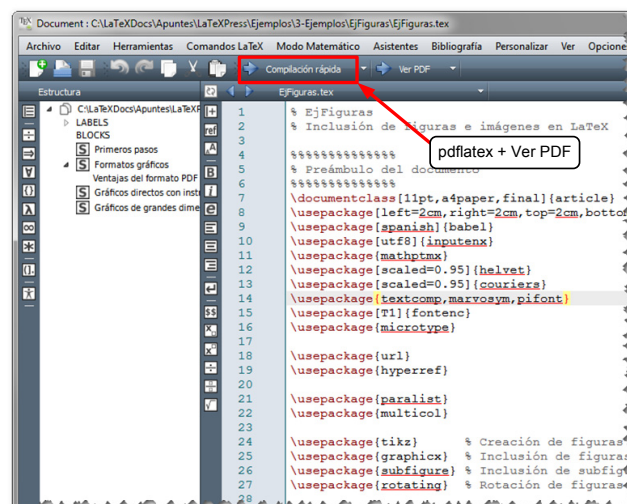 Document : C:\LaTeXDocs\Apuntes\LaTeXPress\Ejemplos\3-Ejemplos\EjFiguras\EjFiguras.tex
Archivo Editar Herramientas Comandos LaTeX Modo Matemático Asistentes Bibliografía Personalizar Ver Opcione
Compilación rápida Ver PDF
Estructura EjFiguras.tex
C:\LaTeXDocs\Apuntes\LaTeXP
LABELS
BLOCKS
Primeros pasos
Formatos gráficos
Ventajas del formato PDF
Gráficos directos con inst
Gráficos de grandes dime
pdflatex + Ver PDF
1 % EjFiguras
2 % Inclusión de figuras e imágenes en LaTeX
3
4 %%%%%%%%%%%%%%
5 % Preámbulo del documento
6 %%%%%%%%%%%%%%
7 \documentclass[11pt,a4paper,final]{article}
8 \usepackage[left=2cm,right=2cm,top=2cm,bottom
9 \usepackage[spanish]{babel}
10 \usepackage[utf8]{inputenx}
11 \usepackage{mathptmx}
12 \usepackage[scaled=0.95]{helvet}
13 \usepackage[scaled=0.95]{couriers}
14 \usepackage{textcomp,marvosym,pifont}
15 \usepackage[T1]{fontenc}
16 \usepackage{microtype}
17
18 \usepackage{url}
19 \usepackage{hyperref}
20
21 \usepackage{paralist}
22 \usepackage{multicol}
23
24 \usepackage{tikz} % Creación de figuras
25 \usepackage{graphicx} % Inclusión de figuras
26 \usepackage{subfigure} % Inclusión de subfig
27 \usepackage{rotating} % Rotación de figuras
28